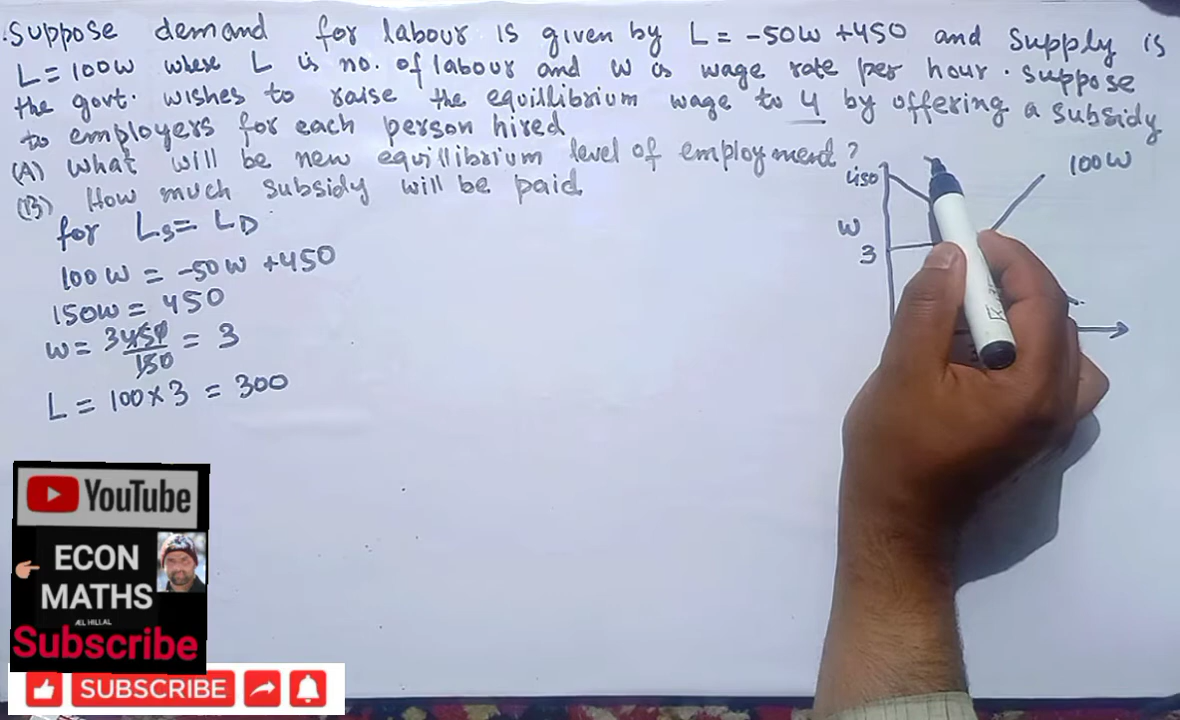 .Suppose demand for labour is given by L = -50W +450 and Supply is
L = 100W where L is no. of labour and W is wage rate per hour. Suppose
the govt. wishes to raise the equillibrium wage to 4 by offering a subsidy
to employers for each person hired
(A) What will be new equillibrium level of employment?
(B) How much subsidy will be paid
for LS = LD
100W = -50W +450
150W = 450
W = 3 450/150 = 3
L = 100 × 3 = 300
450
100W
W
3
YouTube
ECON
MATHS
ÆL HILLAL
Subscribe
SUBSCRIBE